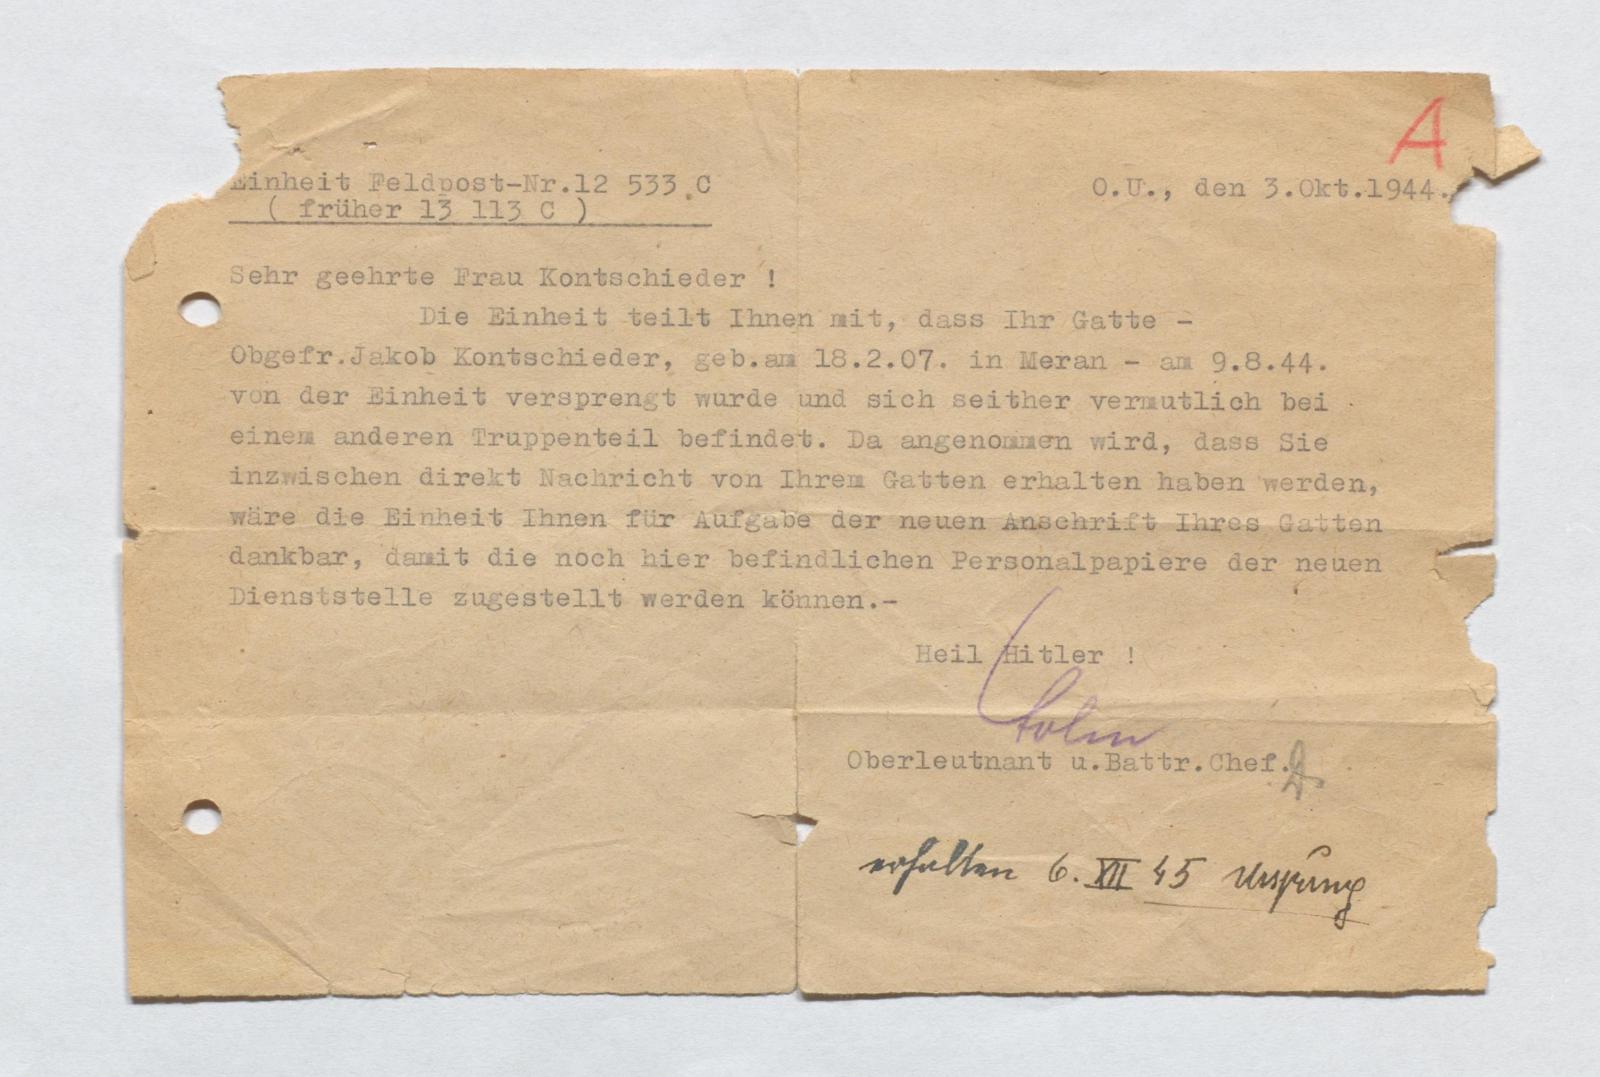 A
Einheit Feldpost-Nr.12 533 C
( früher 13 113 C )
O.U., den 3.Okt.1944.
Sehr geehrte Frau Kontschieder !
Die Einheit teilt Ihnen mit, dass Ihr Gatte -
Obgefr.Jakob Kontschieder, geb.am 18.2.07. in Meran - am 9.8.44.
von der Einheit versprengt wurde und sich seither vermutlich bei
einem anderen Truppenteil befindet. Da angenommen wird, dass Sie
inzwischen direkt Nachricht von Ihrem Gatten erhalten haben werden,
wäre die Einheit Ihnen für Aufgabe der neuen Anschrift Ihres Gatten
dankbar, damit die noch hier befindlichen Personalpapiere der neuen
Dienststelle zugestellt werden können.-
Heil Hitler !
Oberleutnant u.Battr.Chef.
erhalten 6. XII 45